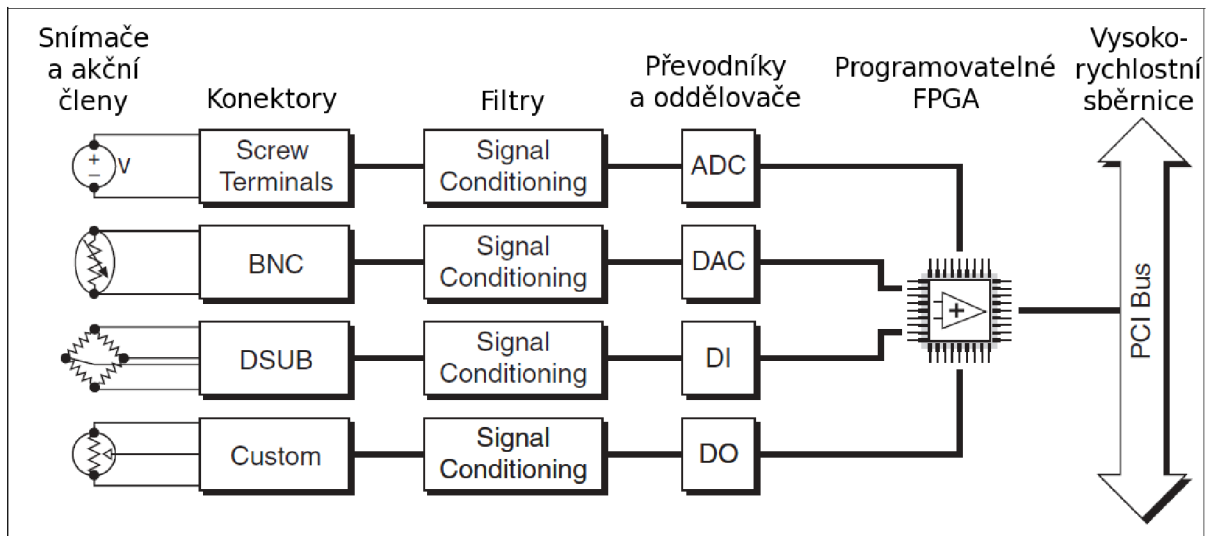 Snímače
a akční
členy
Konektory
Filtry
Převodníky
a oddělovače
Programovatelné
FPGA
Vysoko-
rychlostní
sběrnice
+
−
V
Screw
Terminals
Signal
Conditioning
ADC
BNC
Signal
Conditioning
DAC
+
PCI Bus
DSUB
Signal
Conditioning
DI
Custom
Signal
Conditioning
DO